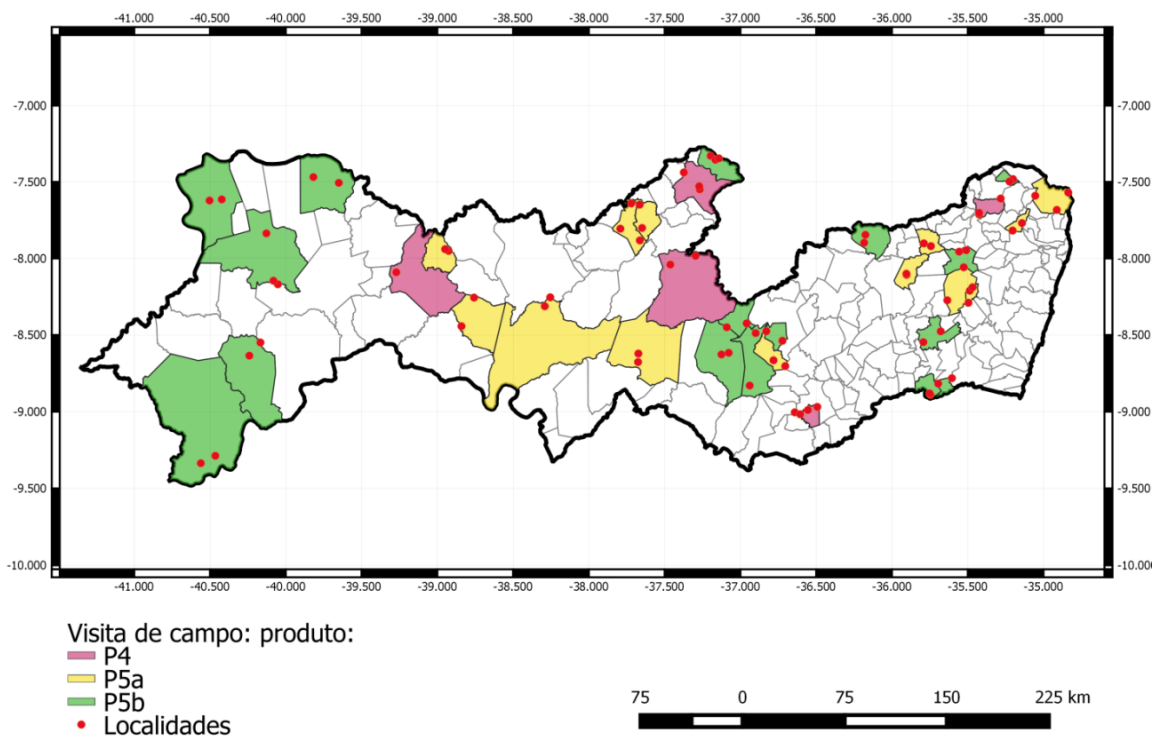 -41.000 -40.500 -40.000 -39.500 -39.000 -38.500 -38.000 -37.500 -37.000 -36.500 -36.000 -35.500 -35.000
-7.000 -7.000
-7.500 -7.500
-8.000 -8.000
-8.500 -8.500
-9.000 -9.000
-9.500 -9.500
-10.000 -10.000
-41.000 -40.500 -40.000 -39.500 -39.000 -38.500 -38.000 -37.500 -37.000 -36.500 -36.000 -35.500 -35.000
Visita de campo: produto:
P4
P5a
P5b
Localidades
75 0 75 150 225 km